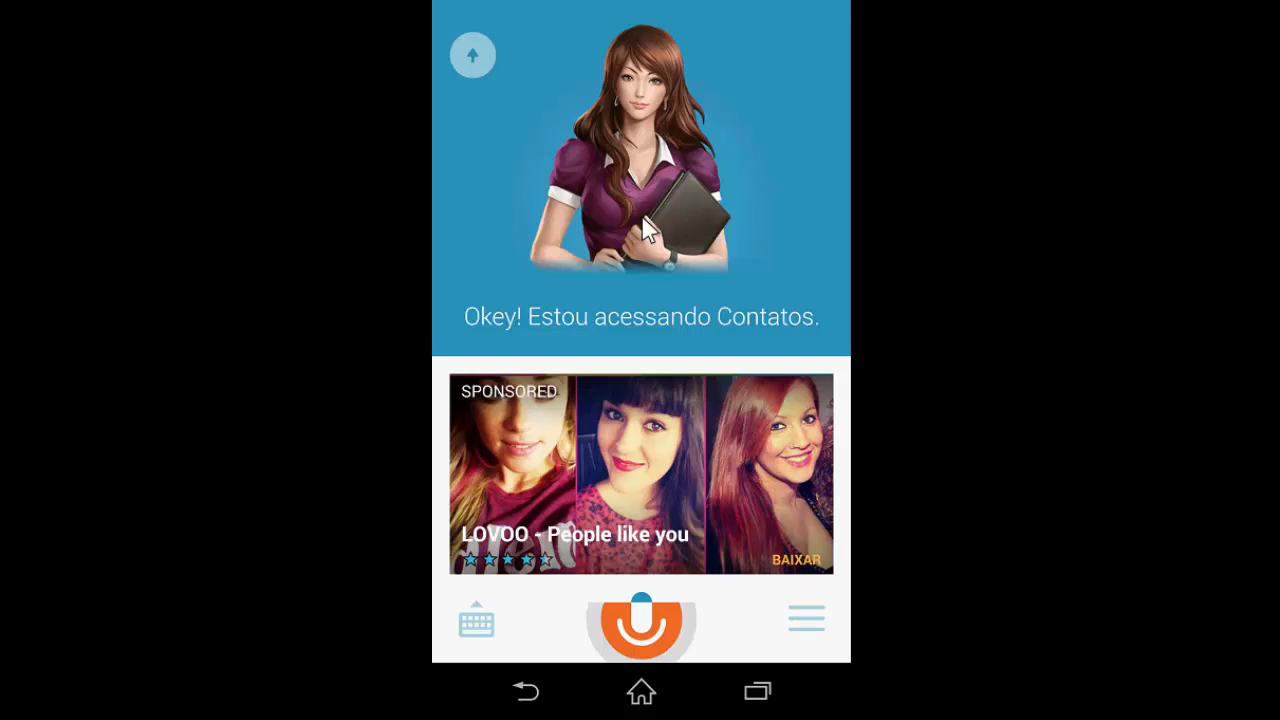 Okey! Estou acessando Contatos.
SPONSORED
LOVOO - People like you
BAIXAR